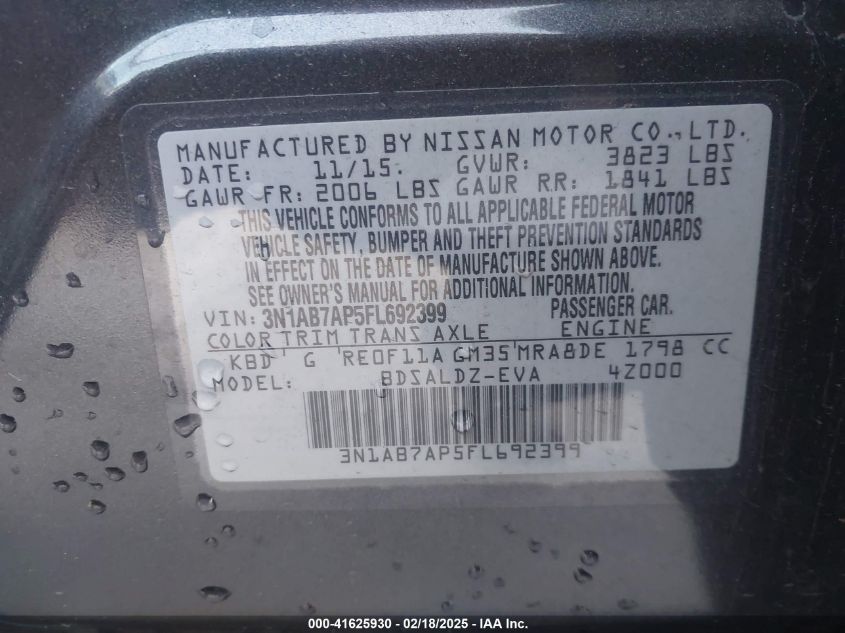 MANUFACTURED BY NISSAN MOTOR CO., LTD.
DATE: 11/15. GVWR: 3823 LBS
GAWR FR: 2006 LBS GAWR RR: 1841 LBS
THIS VEHICLE CONFORMS TO ALL APPLICABLE FEDERAL MOTOR
VEHICLE SAFETY, BUMPER AND THEFT PREVENTION STANDARDS
IN EFFECT ON THE DATE OF MANUFACTURE SHOWN ABOVE.
SEE OWNER'S MANUAL FOR ADDITIONAL INFORMATION.
VIN: 3N1AB7AP5FL692399 PASSENGER CAR.
COLOR TRIM TRANS AXLE ENGINE
KBD G RE0F11A GM35 MRA8DE 1798 CC
MODEL: BDSALDZ-EVA 4Z000
3N1AB7AP5FL692399
000-41625930 - 02/18/2025 - IAA, Inc.